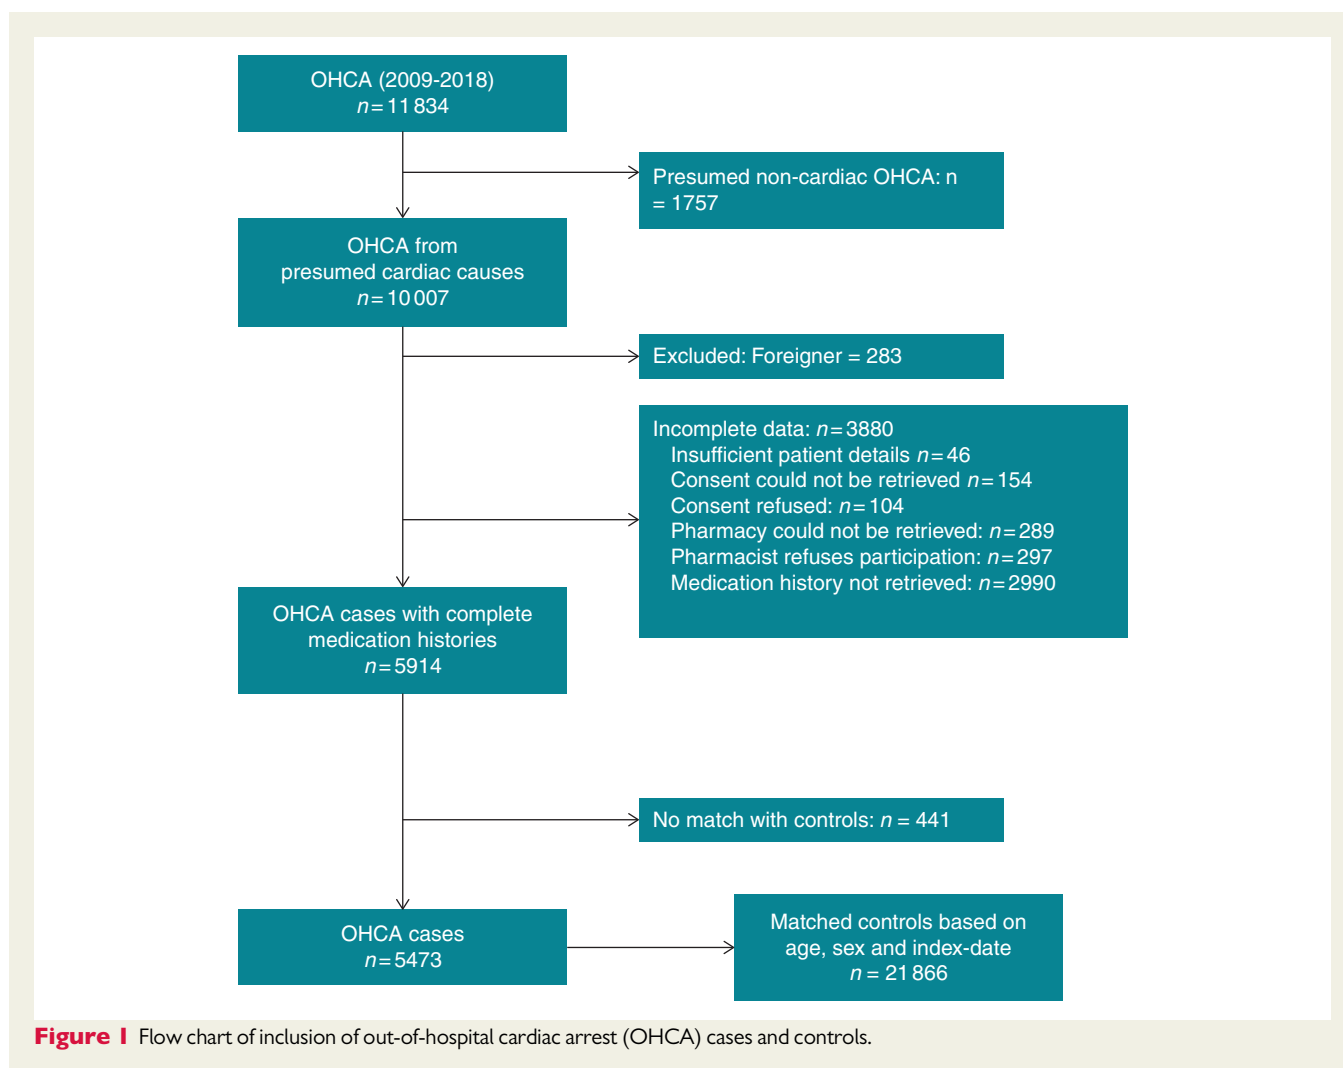 OHCA (2009-2018)
n=11 834
Presumed non-cardiac OHCA: n
= 1757
OHCA from
presumed cardiac causes
n=10 007
Excluded: Foreigner = 283
Incomplete data: n=3880
Insufficient patient details n=46
Consent could not be retrieved n=154
Consent refused: n=104
Pharmacy could not be retrieved: n=289
Pharmacist refuses participation: n=297
Medication history not retrieved: n=2990
OHCA cases with complete
medication histories
n=5914
No match with controls: n = 441
OHCA cases
n=5473
Matched controls based on
age, sex and index-date
n = 21 866
Figure 1 Flow chart of inclusion of out-of-hospital cardiac arrest (OHCA) cases and controls.